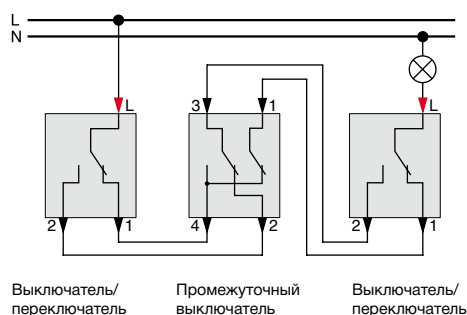 L
N
L 3 1 L
2 1 4 2 2 1
Выключатель/ Промежуточный Выключатель/
переключатель выключатель переключатель